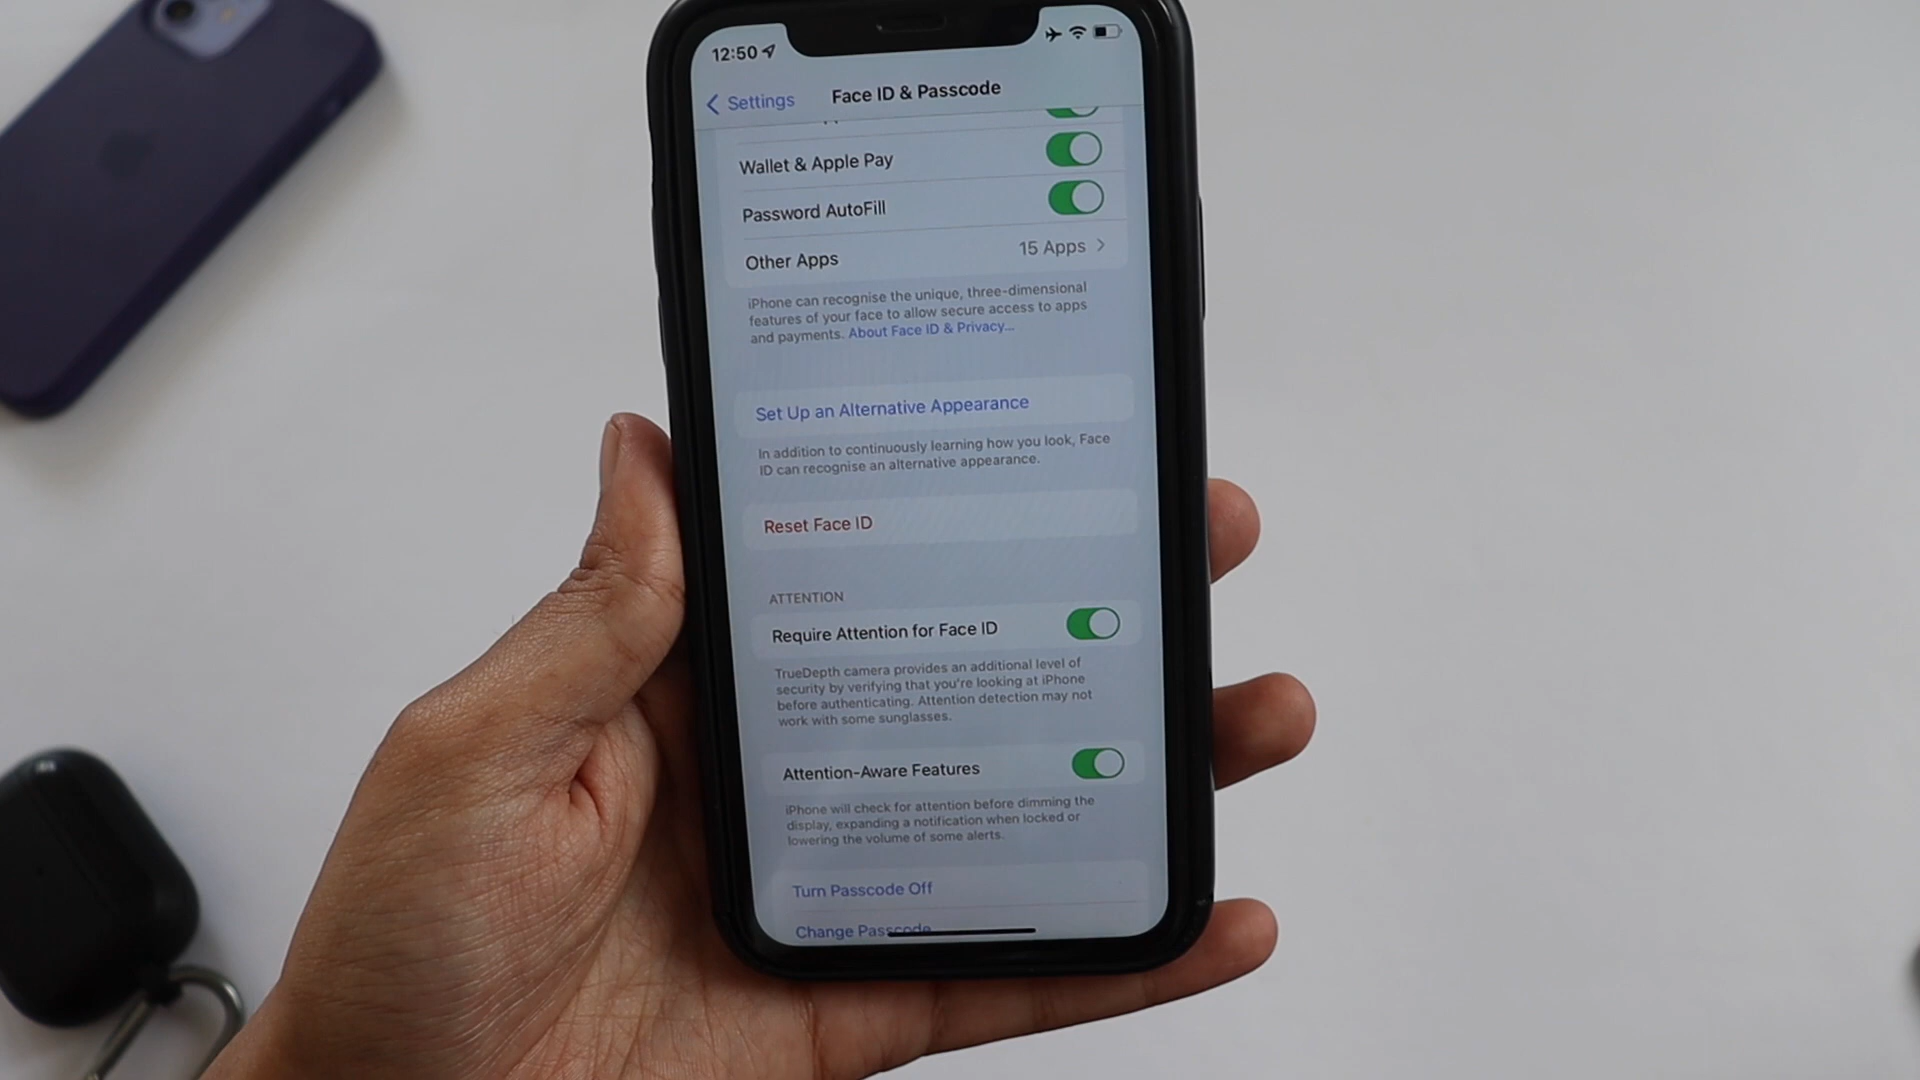 12:50
Settings
Face ID & Passcode
Wallet & Apple Pay
Password AutoFill
Other Apps 15 Apps
iPhone can recognise the unique, three-dimensional
features of your face to allow secure access to apps
and payments. About Face ID & Privacy...
Set Up an Alternative Appearance
In addition to continuously learning how you look, Face
ID can recognise an alternative appearance.
Reset Face ID
ATTENTION
Require Attention for Face ID
TrueDepth camera provides an additional level of
security by verifying that you're looking at iPhone
before authenticating. Attention detection may not
work with some sunglasses.
Attention-Aware Features
iPhone will check for attention before dimming the
display, expanding a notification when locked or
lowering the volume of some alerts.
Turn Passcode Off
Change Passcode